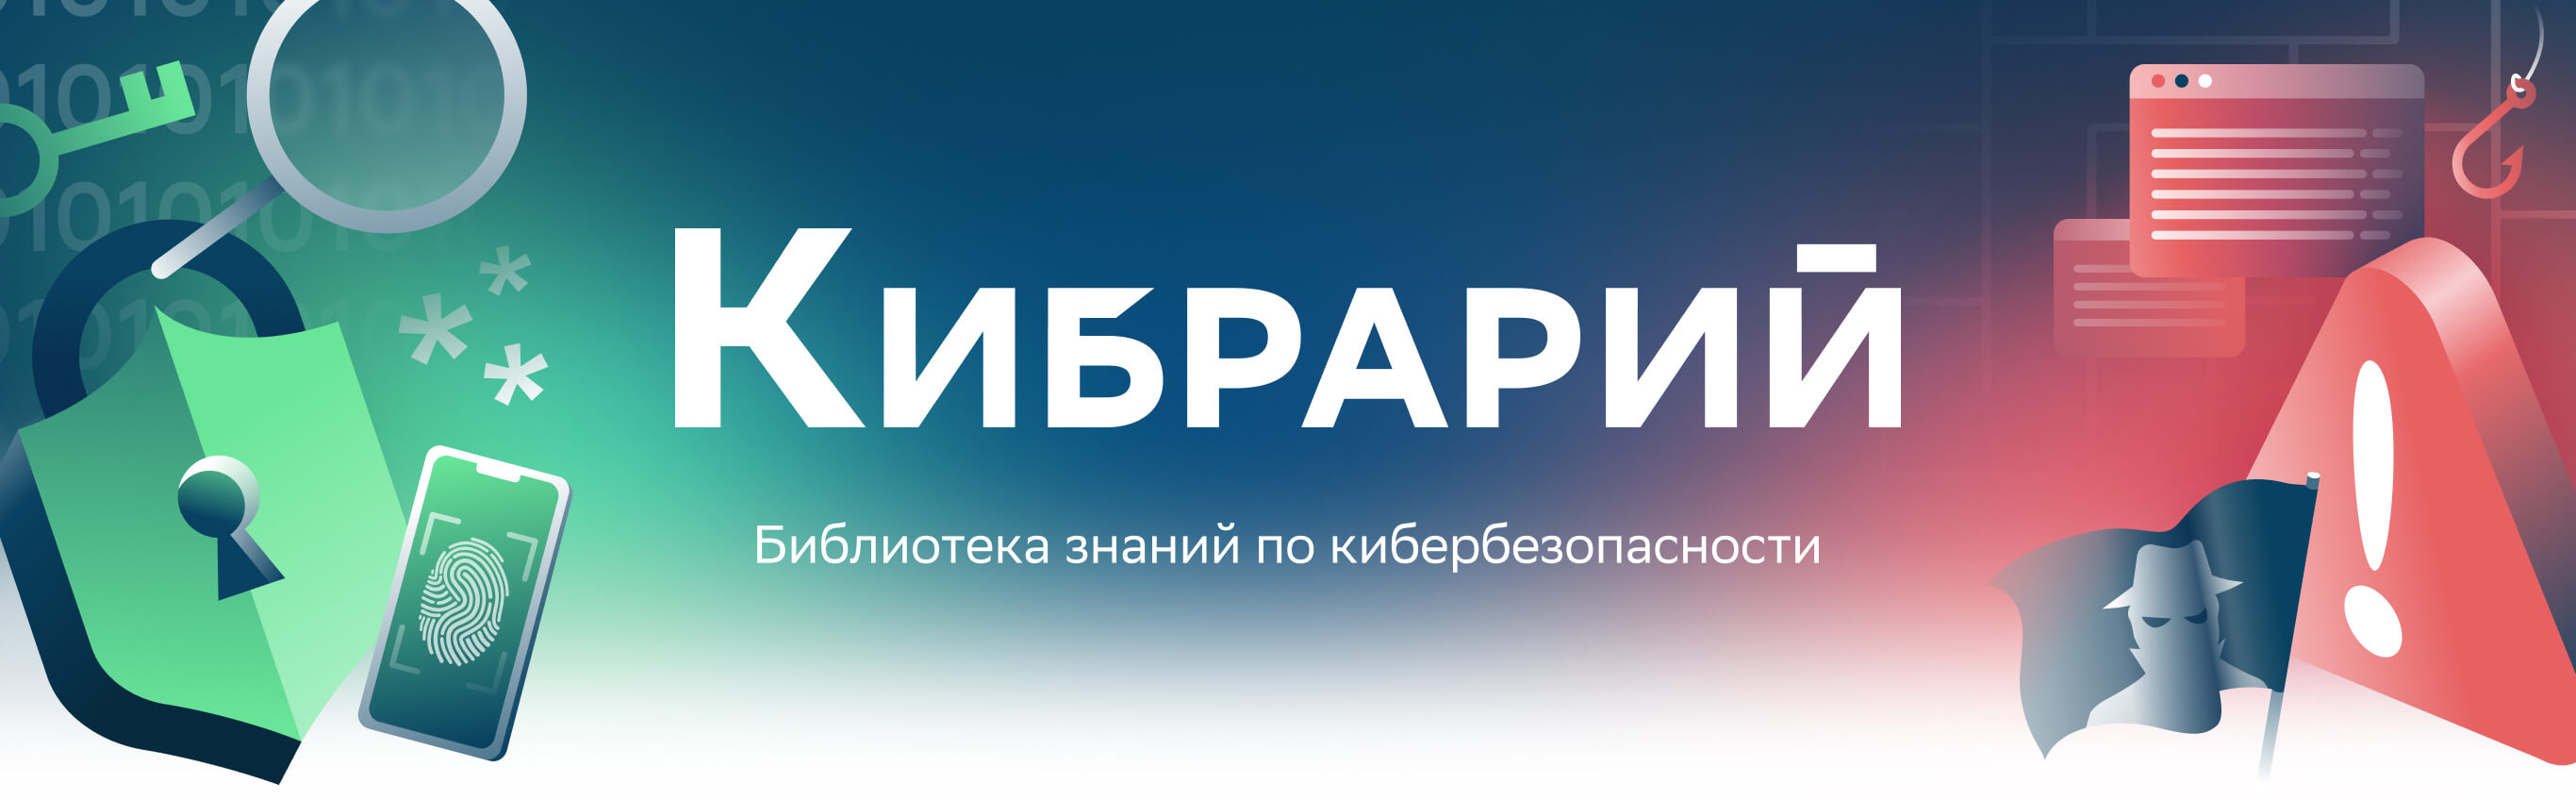 Кибрарий
Библиотека знаний по кибербезопасности